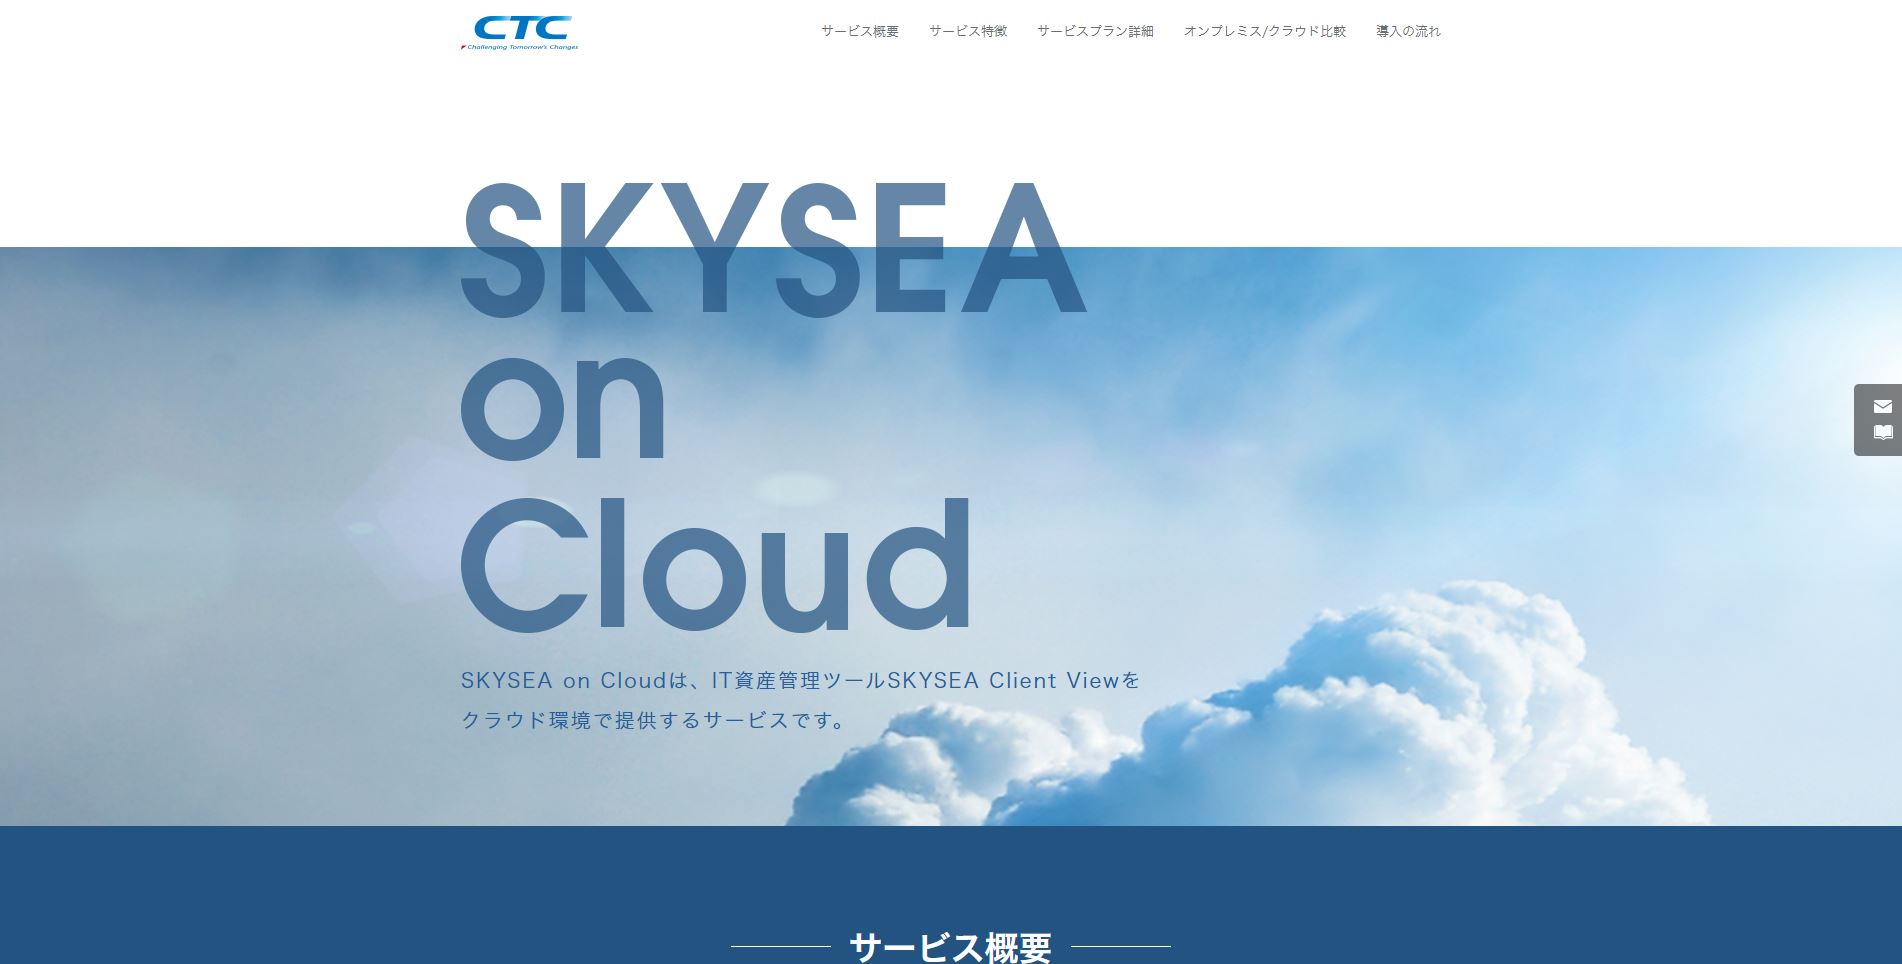 CTC
Challenging Tomorrow's Changes
サービス概要 サービス特徴 サービスプラン詳細 オンプレミス/クラウド比較 導入の流れ
SKYSEA
on
Cloud
SKYSEA on Cloudは、IT資産管理ツールSKYSEA Client Viewを
クラウド環境で提供するサービスです。
サービス概要